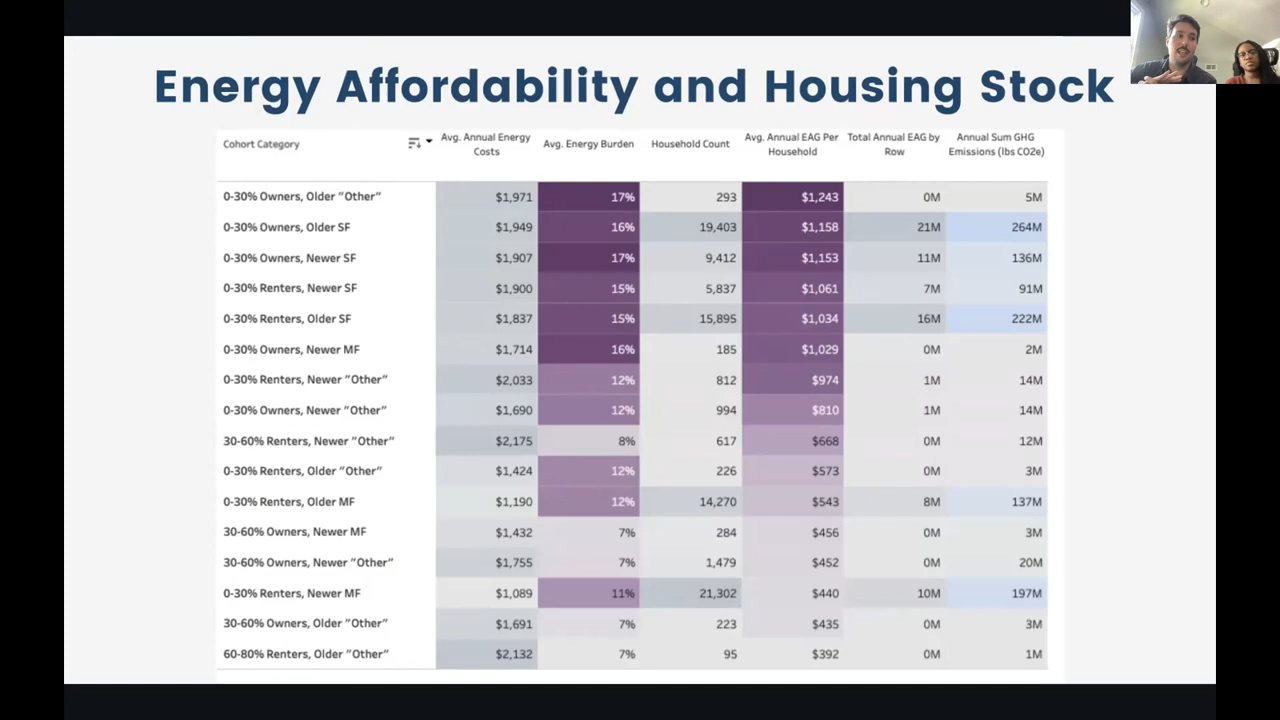 Energy Affordability and Housing Stock
Cohort Category Avg. Annual Energy Costs Avg. Energy Burden Household Count Avg. Annual EAG Per Household Total Annual EAG by Row Annual Sum GHG Emissions (lbs CO2e)
0-30% Owners, Older “Other” $1,971 17% 293 $1,243 0M 5M
0-30% Owners, Older SF $1,949 16% 19,403 $1,158 21M 264M
0-30% Owners, Newer SF $1,907 17% 9,412 $1,153 11M 136M
0-30% Renters, Newer SF $1,900 15% 5,837 $1,061 7M 91M
0-30% Renters, Older SF $1,837 15% 15,895 $1,034 16M 222M
0-30% Owners, Newer MF $1,714 16% 185 $1,029 0M 2M
0-30% Renters, Newer “Other” $2,033 12% 812 $974 1M 14M
0-30% Owners, Newer “Other” $1,690 12% 994 $810 1M 14M
30-60% Renters, Newer “Other” $2,175 8% 617 $668 0M 12M
0-30% Renters, Older “Other” $1,424 12% 226 $573 0M 3M
0-30% Renters, Older MF $1,190 12% 14,270 $543 8M 137M
30-60% Owners, Newer MF $1,432 7% 284 $456 0M 3M
30-60% Owners, Newer “Other” $1,755 7% 1,479 $452 0M 20M
0-30% Renters, Newer MF $1,089 11% 21,302 $440 10M 197M
30-60% Owners, Older “Other” $1,691 7% 223 $435 0M 3M
60-80% Renters, Older “Other” $2,132 7% 95 $392 0M 1M